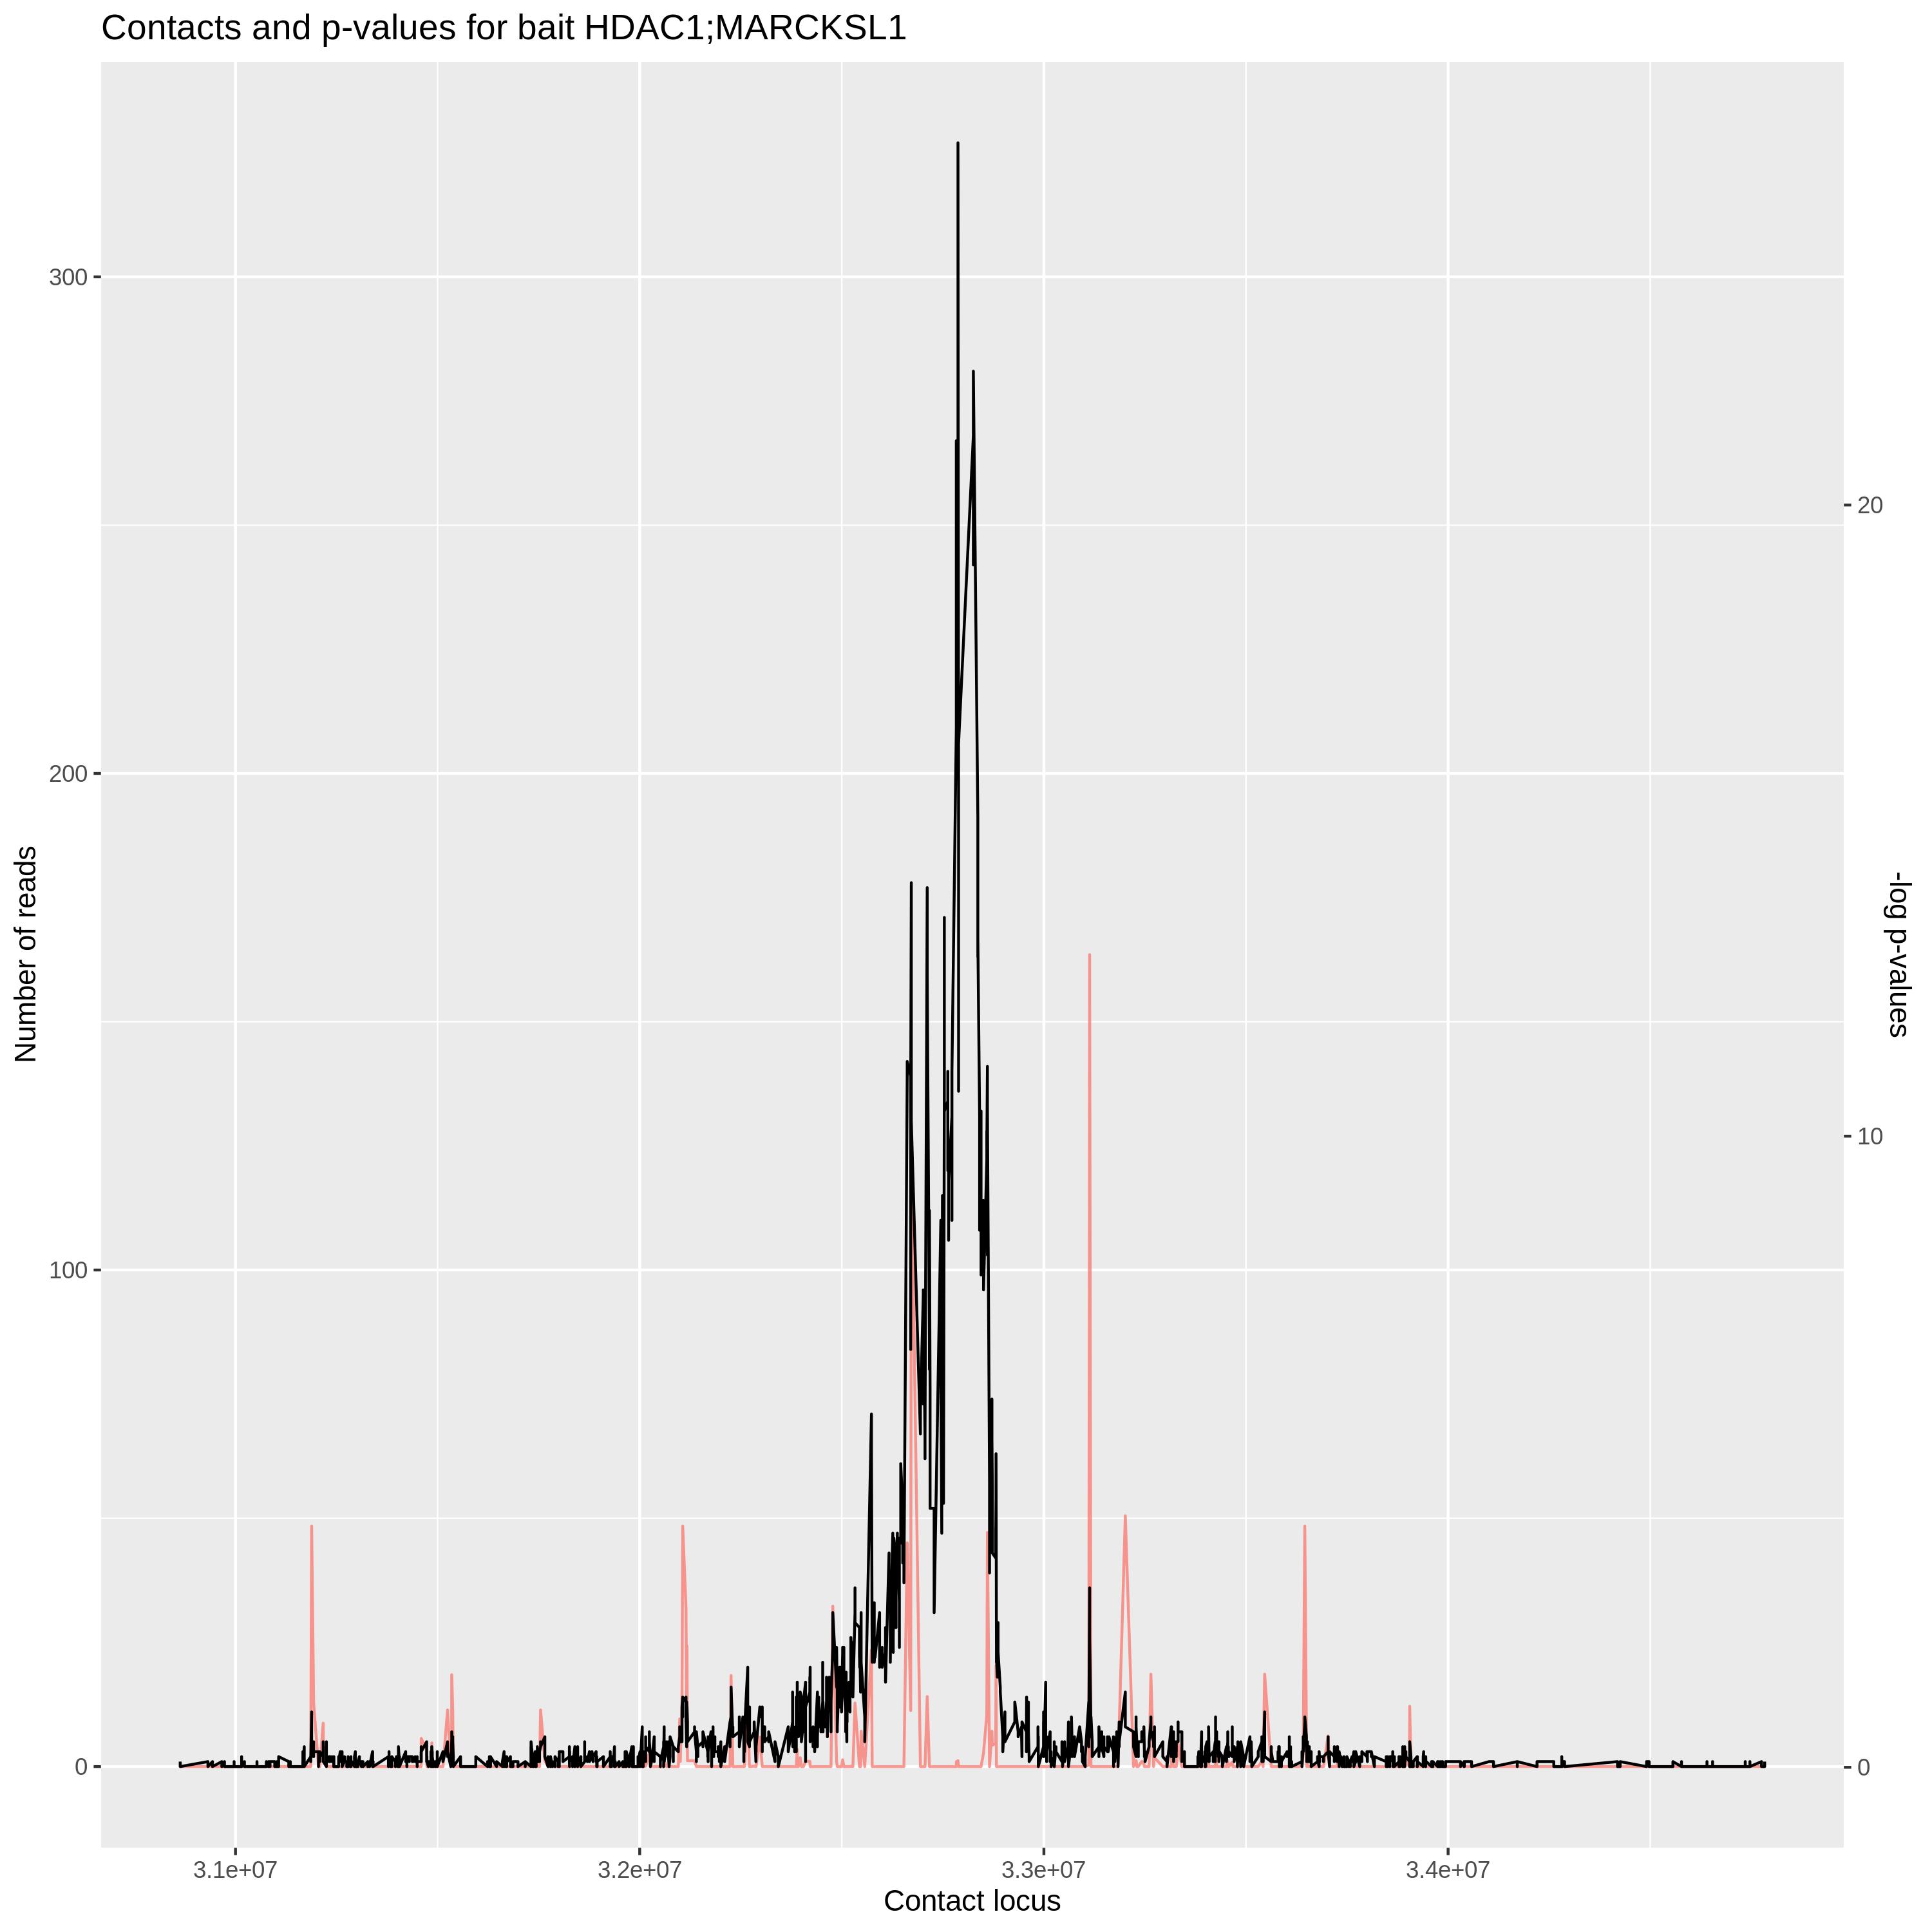 Contacts and p-values for bait HDAC1;MARCKSL1
300
200
100
0
Number of reads
20
10
0
-log p-values
3.1e+07 3.2e+07 3.3e+07 3.4e+07
Contact locus